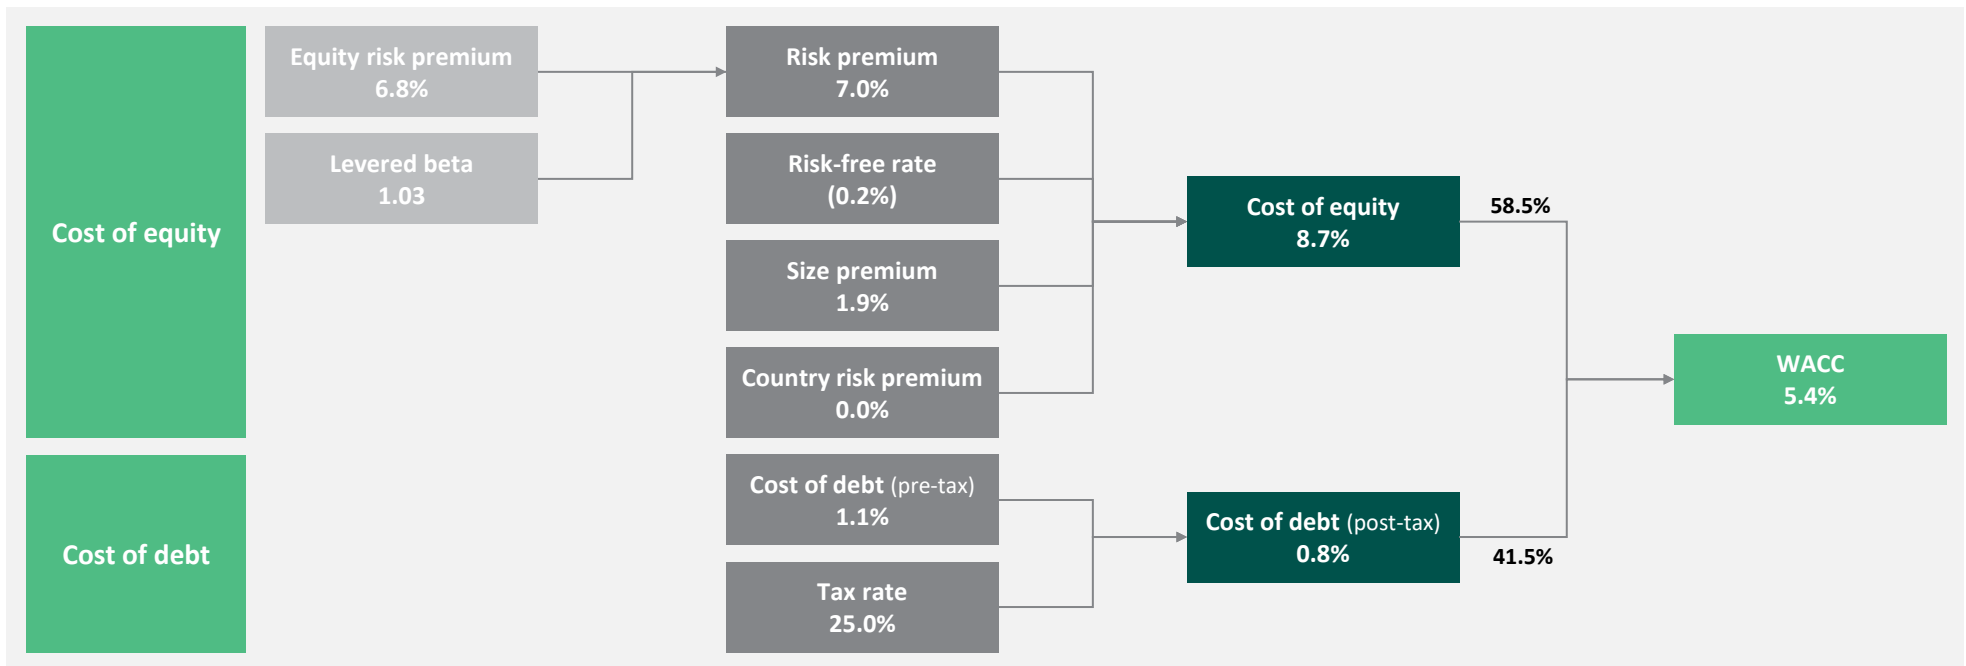 Cost of equity
Equity risk premium
6.8%
Levered beta
1.03
Risk premium
7.0%
Risk-free rate
(0.2%)
Size premium
1.9%
Country risk premium
0.0%
Cost of equity
8.7%
58.5%
WACC
5.4%
Cost of debt
Cost of debt (pre-tax)
1.1%
Tax rate
25.0%
Cost of debt (post-tax)
0.8%
41.5%